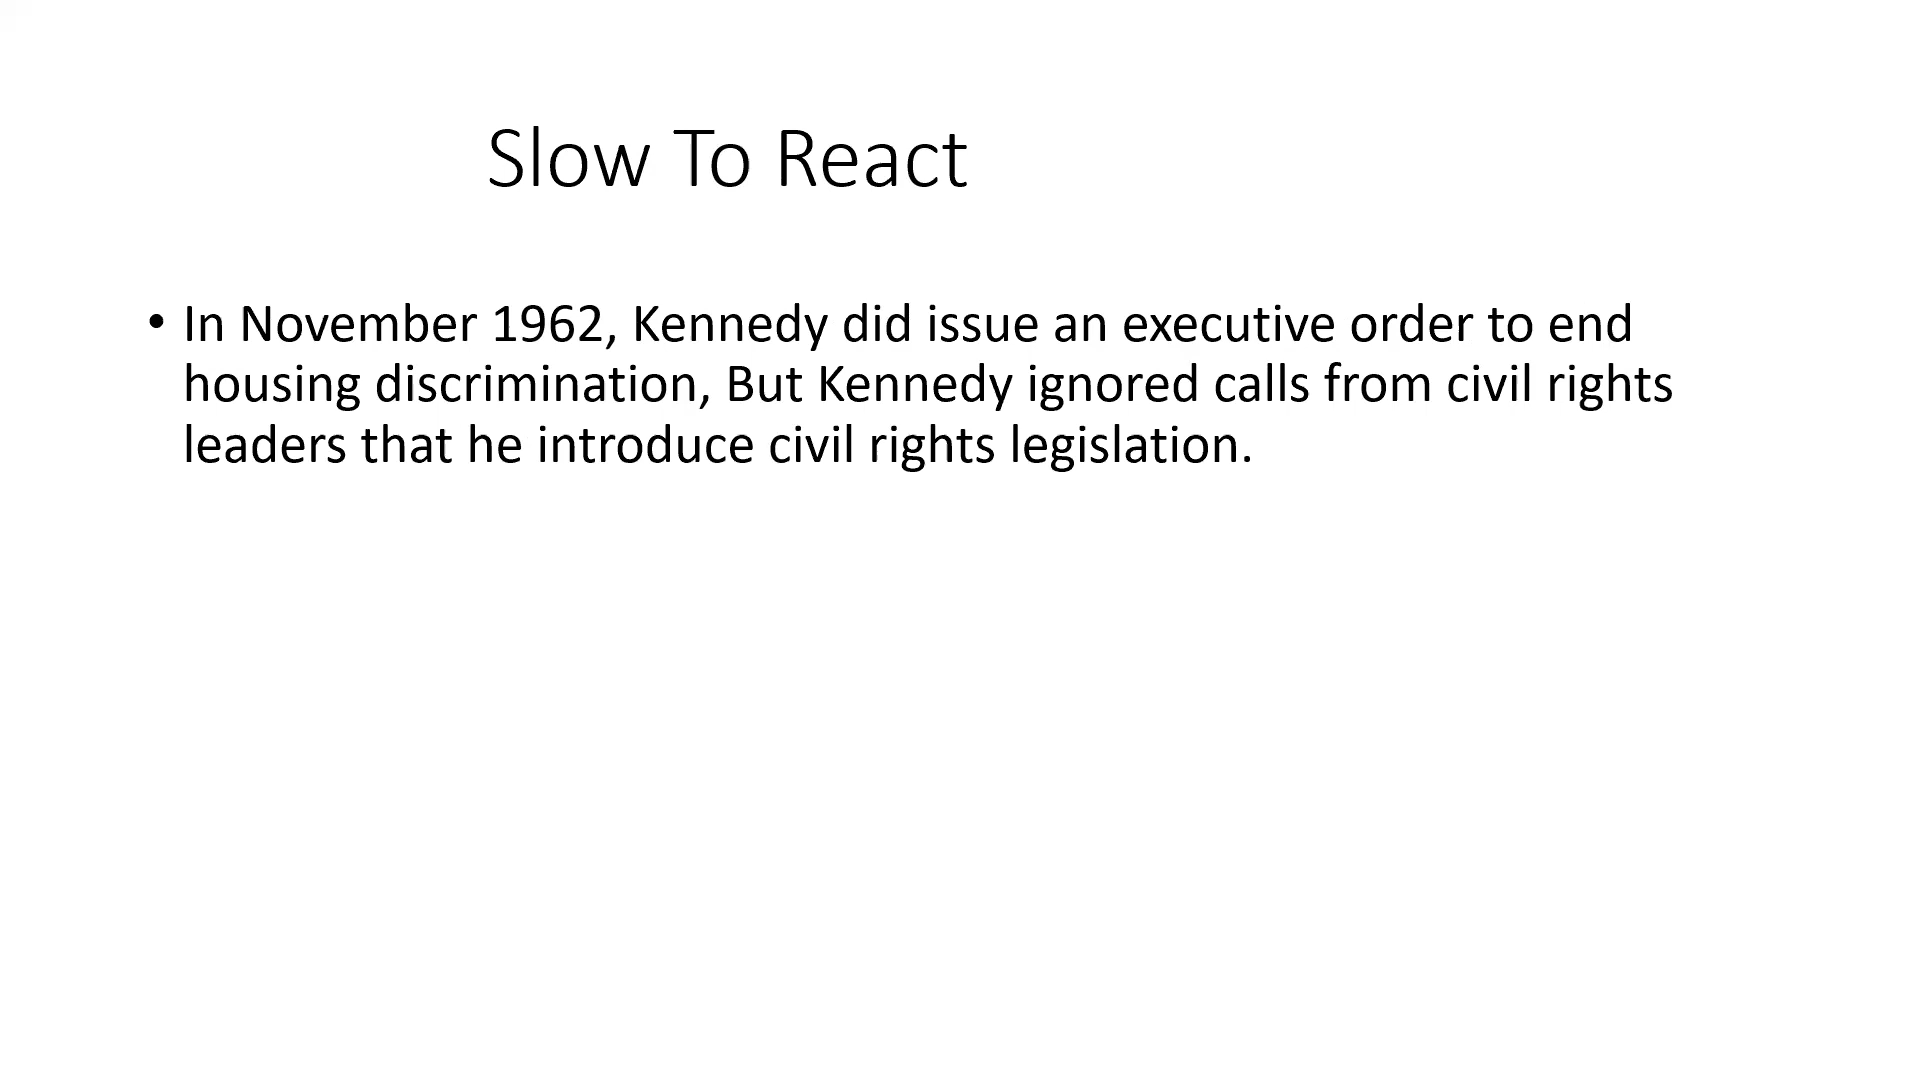 Slow To React
• In November 1962, Kennedy did issue an executive order to end
housing discrimination, But Kennedy ignored calls from civil rights
leaders that he introduce civil rights legislation.